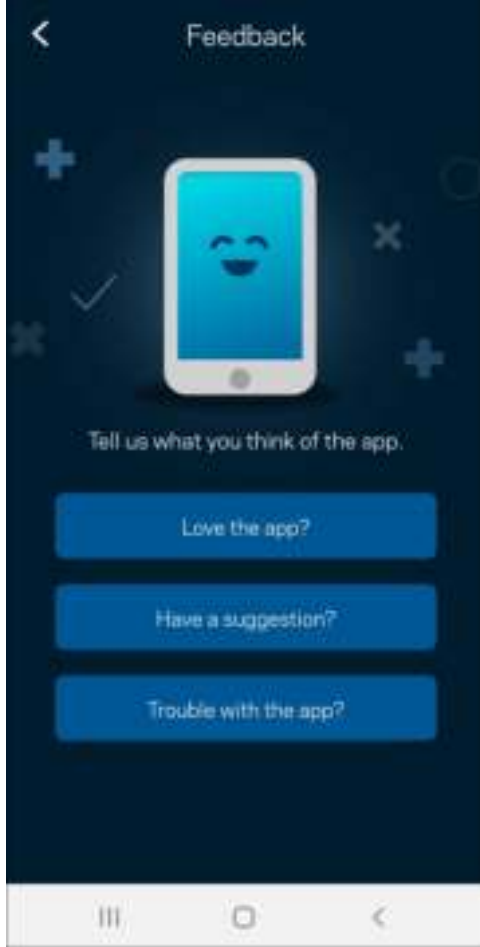 Feedback
Tell us what you think of the app.
Love the app?
Have a suggestion?
Trouble with the app?